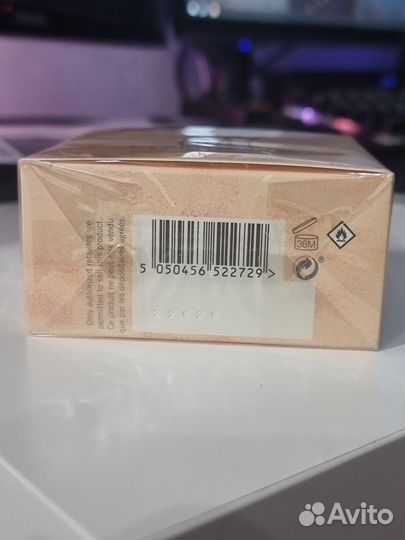 Only authorized retailers are
permitted to sell this product.
Ce produit ne peut être vendu
que par les dépositaires agréés.
5 050456 522729 >
36M
Avito